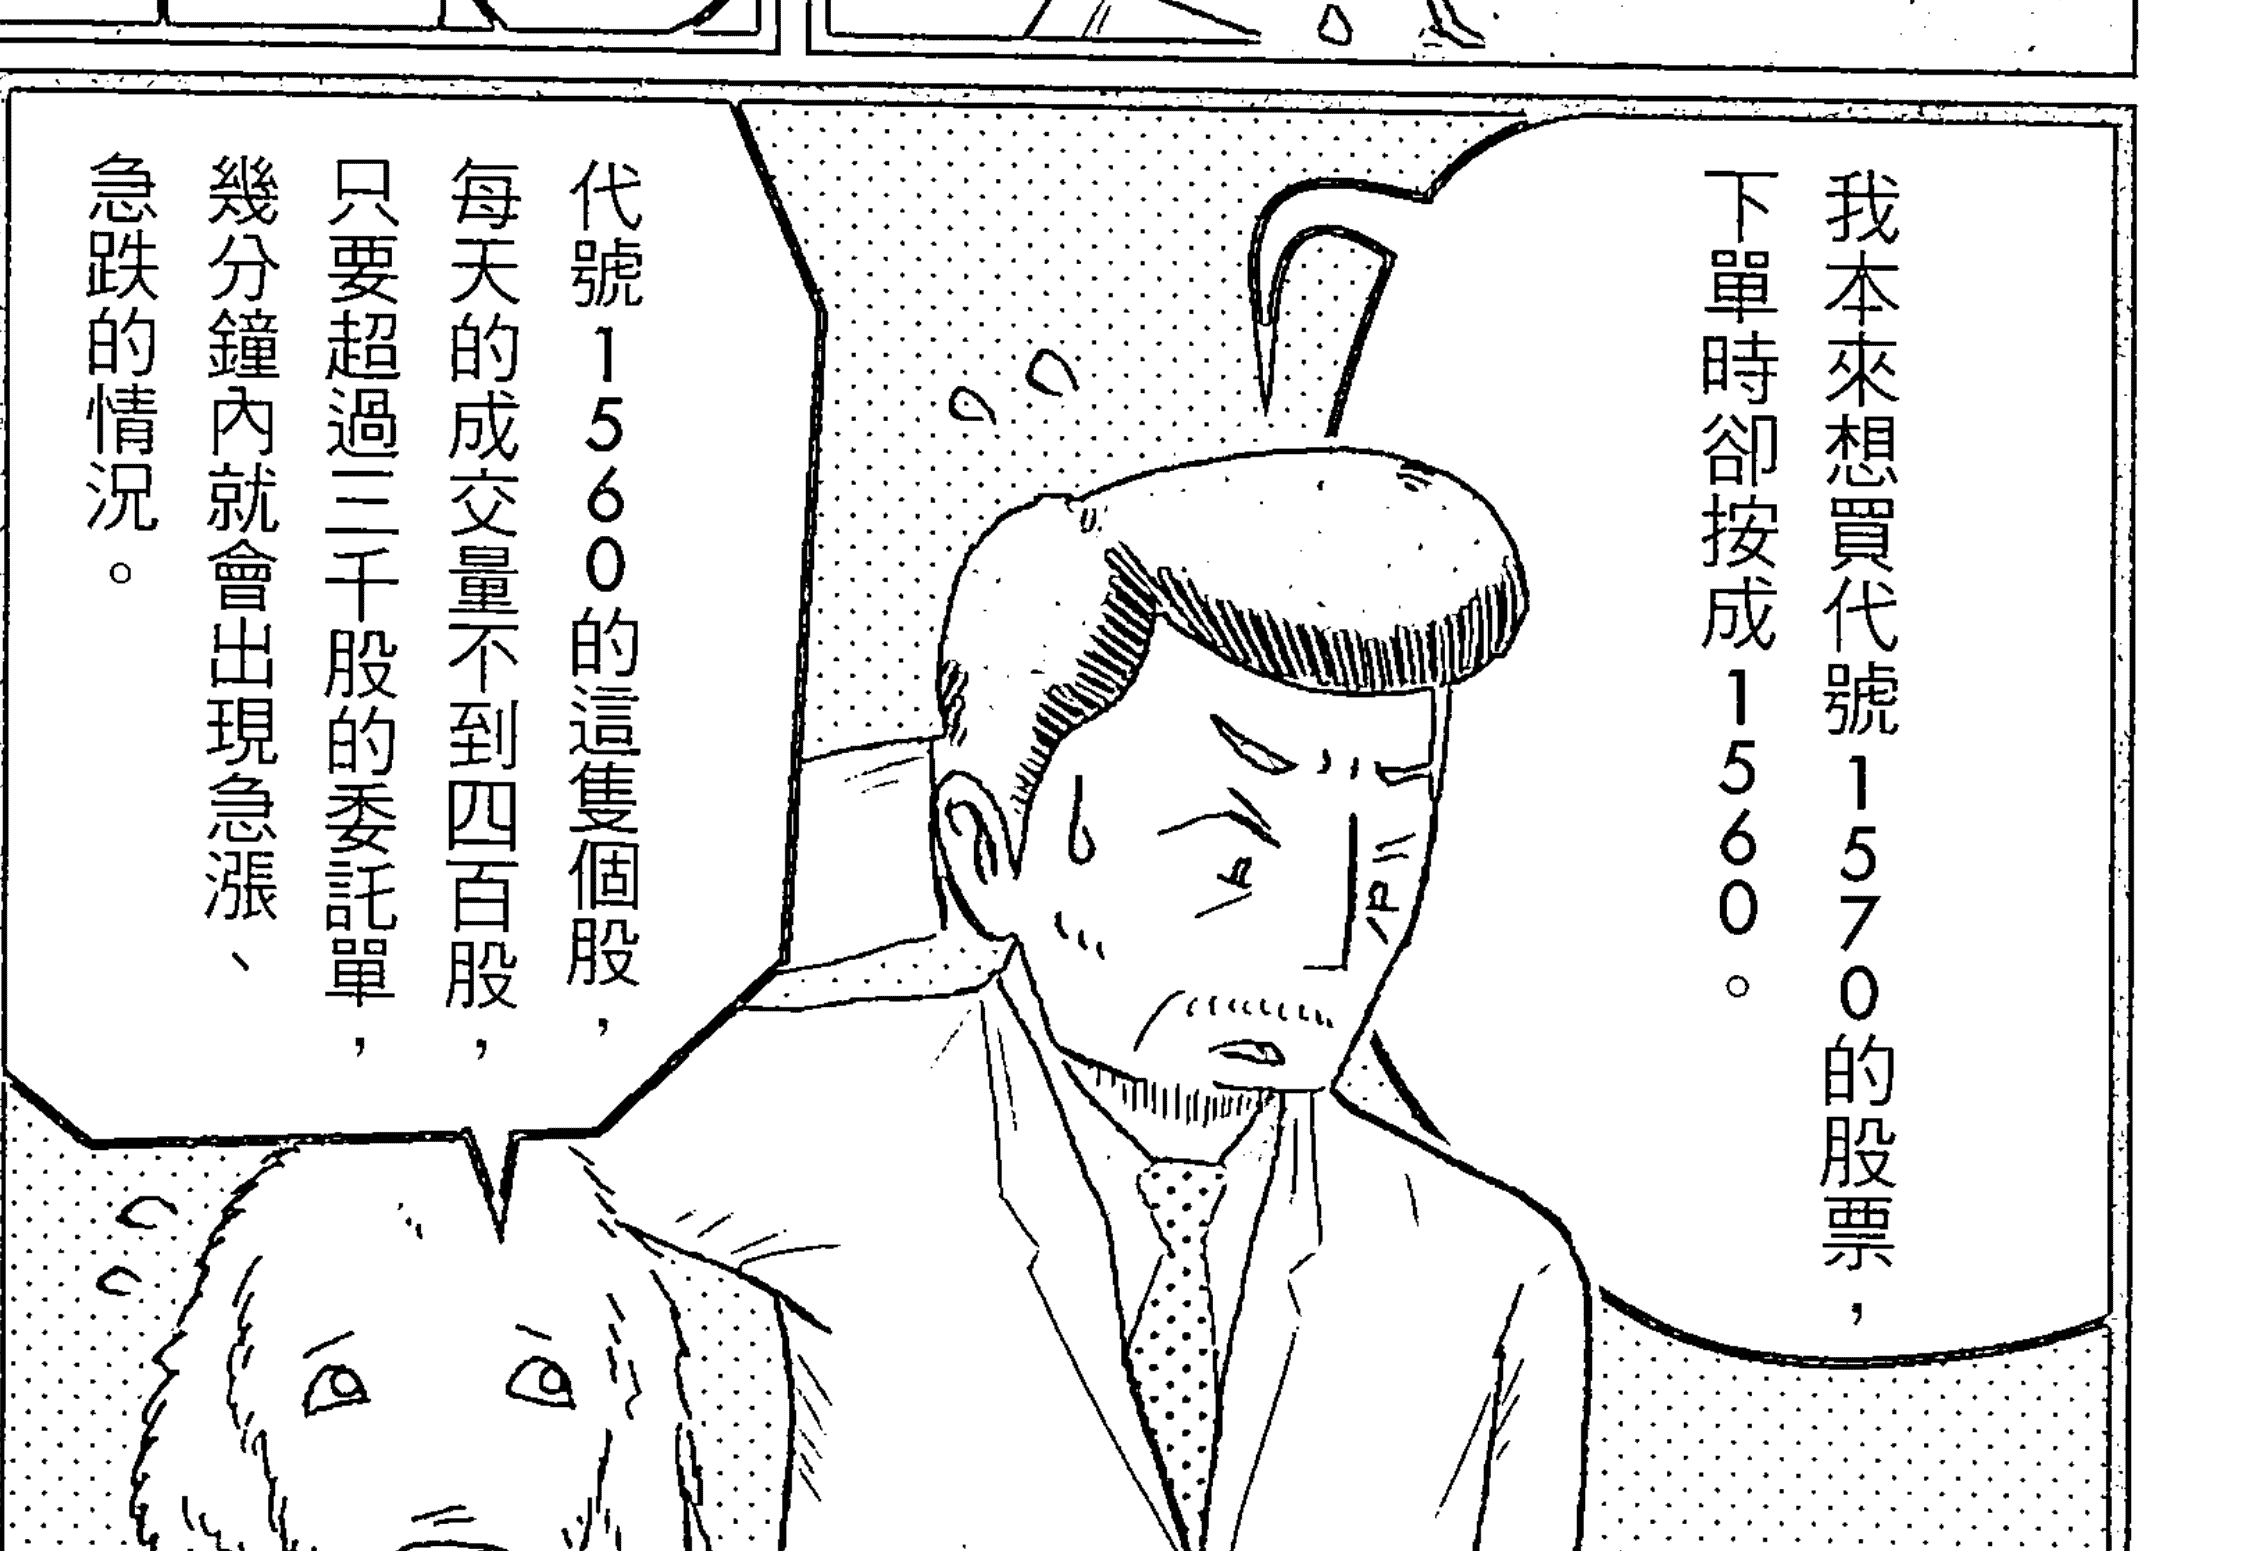 我本來想買代號1570的股票，
下單時卻按成1560。
代號1560的這隻個股，
每天的成交量不到四百股，
只要超過三千股的委託單，
幾分鐘內就會出現急漲、
急跌的情況。